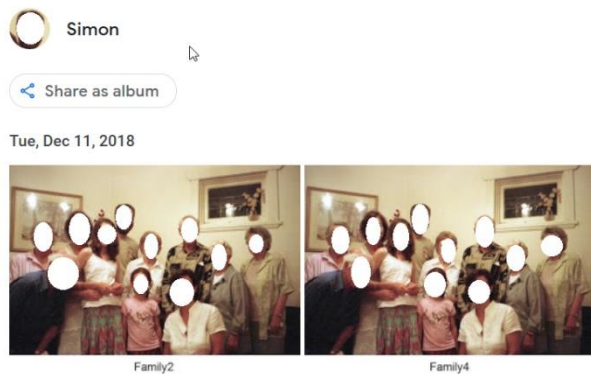 Simon
Share as album
Tue, Dec 11, 2018
Family2
Family4